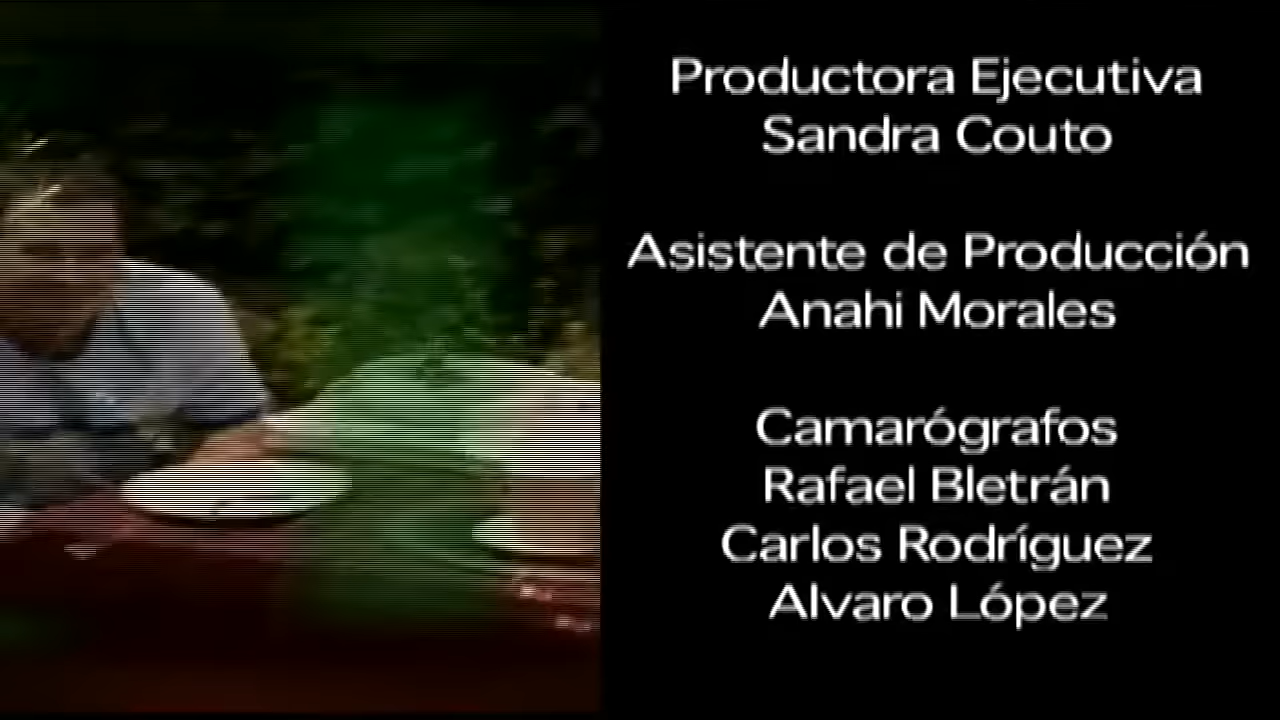 Productora Ejecutiva
Sandra Couto
Asistente de Producción
Anahi Morales
Camarógrafos
Rafael Bletrán
Carlos Rodríguez
Alvaro López